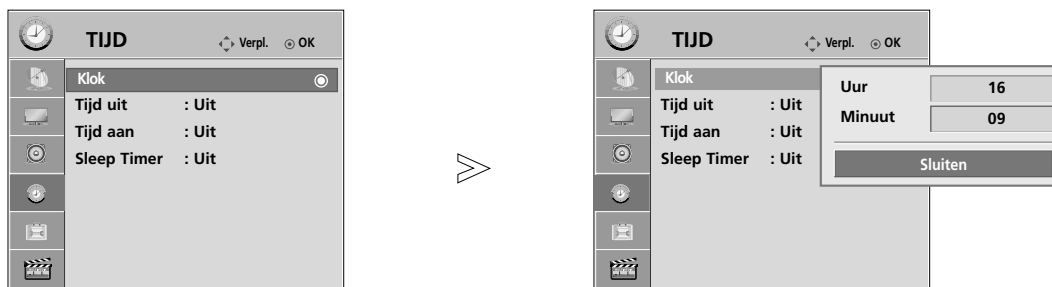 TIJD Verpl. OK
Klok
Tijd uit : Uit
Tijd aan : Uit
Sleep Timer : Uit
>
TIJD Verpl. OK
Klok
Tijd uit : Uit
Tijd aan : Uit
Sleep Timer : Uit
Uur 16
Minuut 09
Sluiten